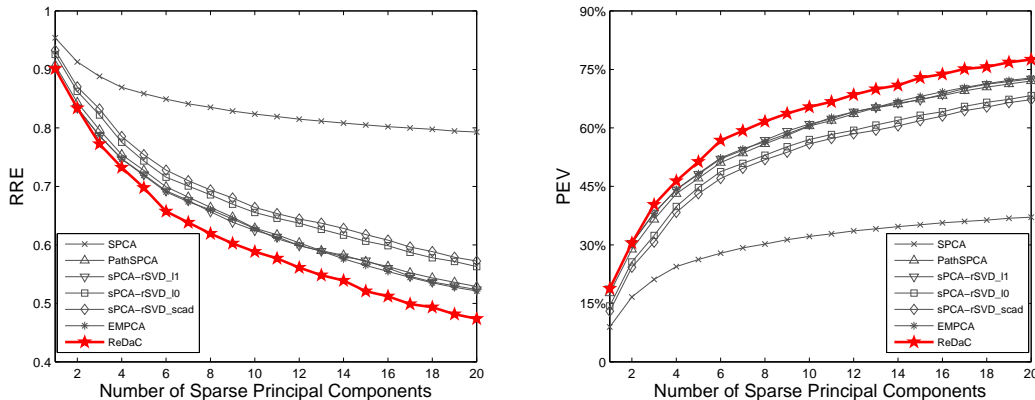 1
0.9
0.8
0.7
0.6
0.5
0.4
RRE
2 4 6 8 10 12 14 16 18 20
Number of Sparse Principal Components
SPCA
PathSPCA
sPCA−rSVD_l1
sPCA−rSVD_l0
sPCA−rSVD_scad
EMPCA
ReDaC
90%
75%
60%
45%
30%
15%
0
PEV
2 4 6 8 10 12 14 16 18 20
Number of Sparse Principal Components
SPCA
PathSPCA
sPCA−rSVD_l1
sPCA−rSVD_l0
sPCA−rSVD_scad
EMPCA
ReDaC